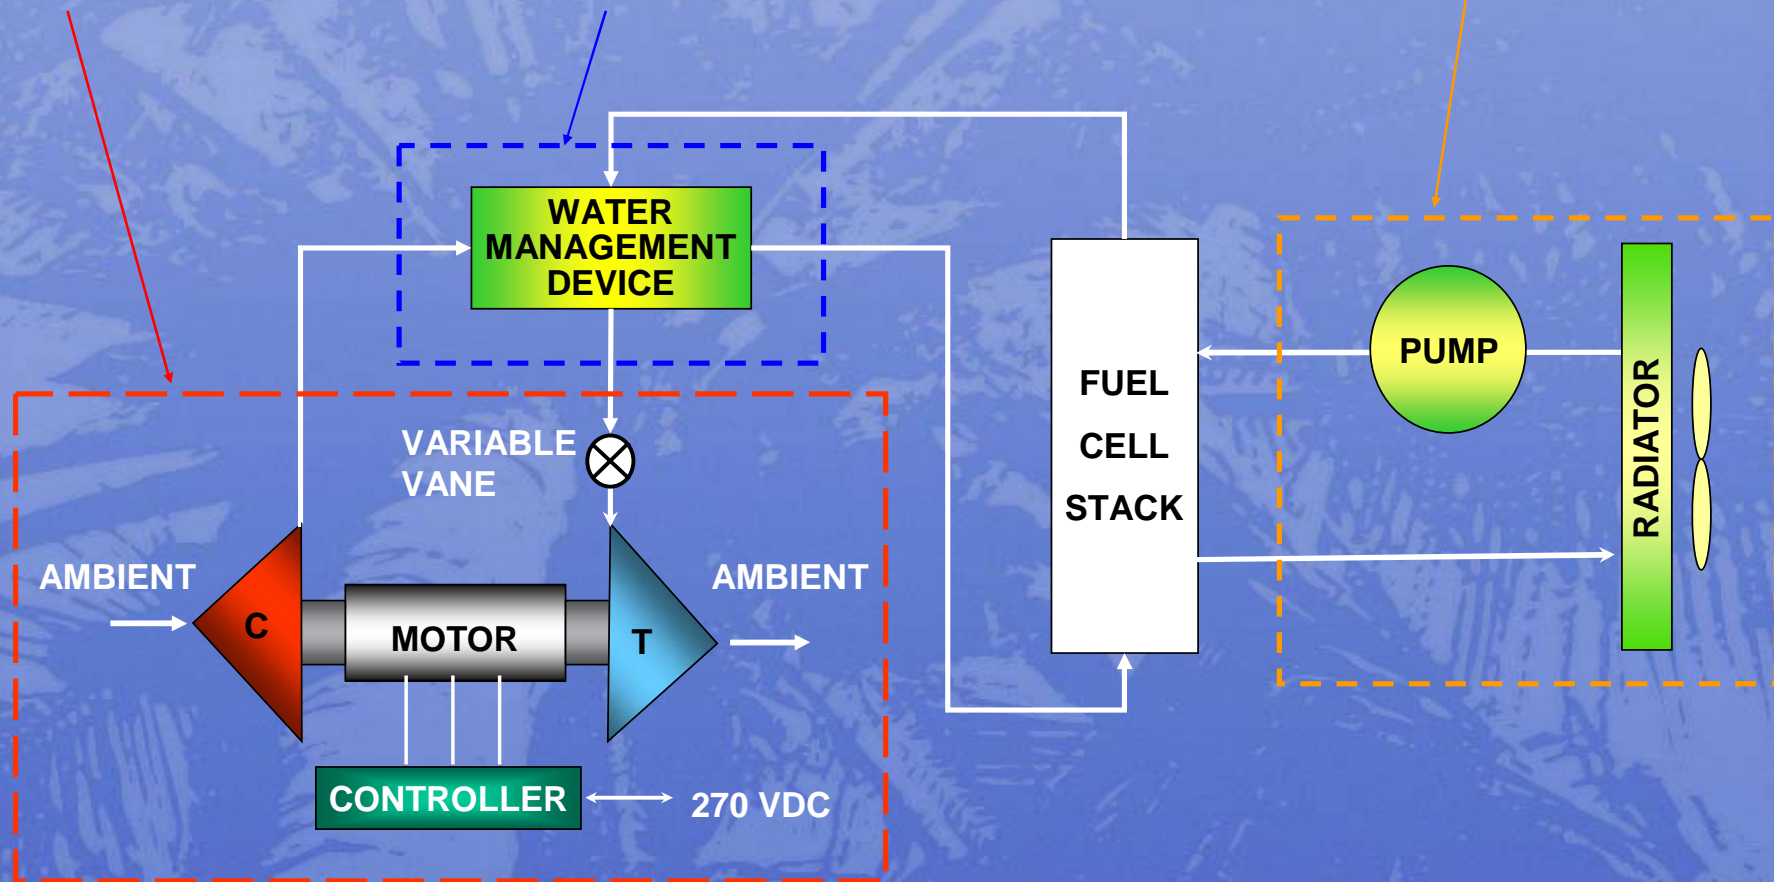 WATER
MANAGEMENT
DEVICE
VARIABLE
VANE
AMBIENT
C
MOTOR
T
AMBIENT
CONTROLLER
270 VDC
FUEL
CELL
STACK
PUMP
RADIATOR